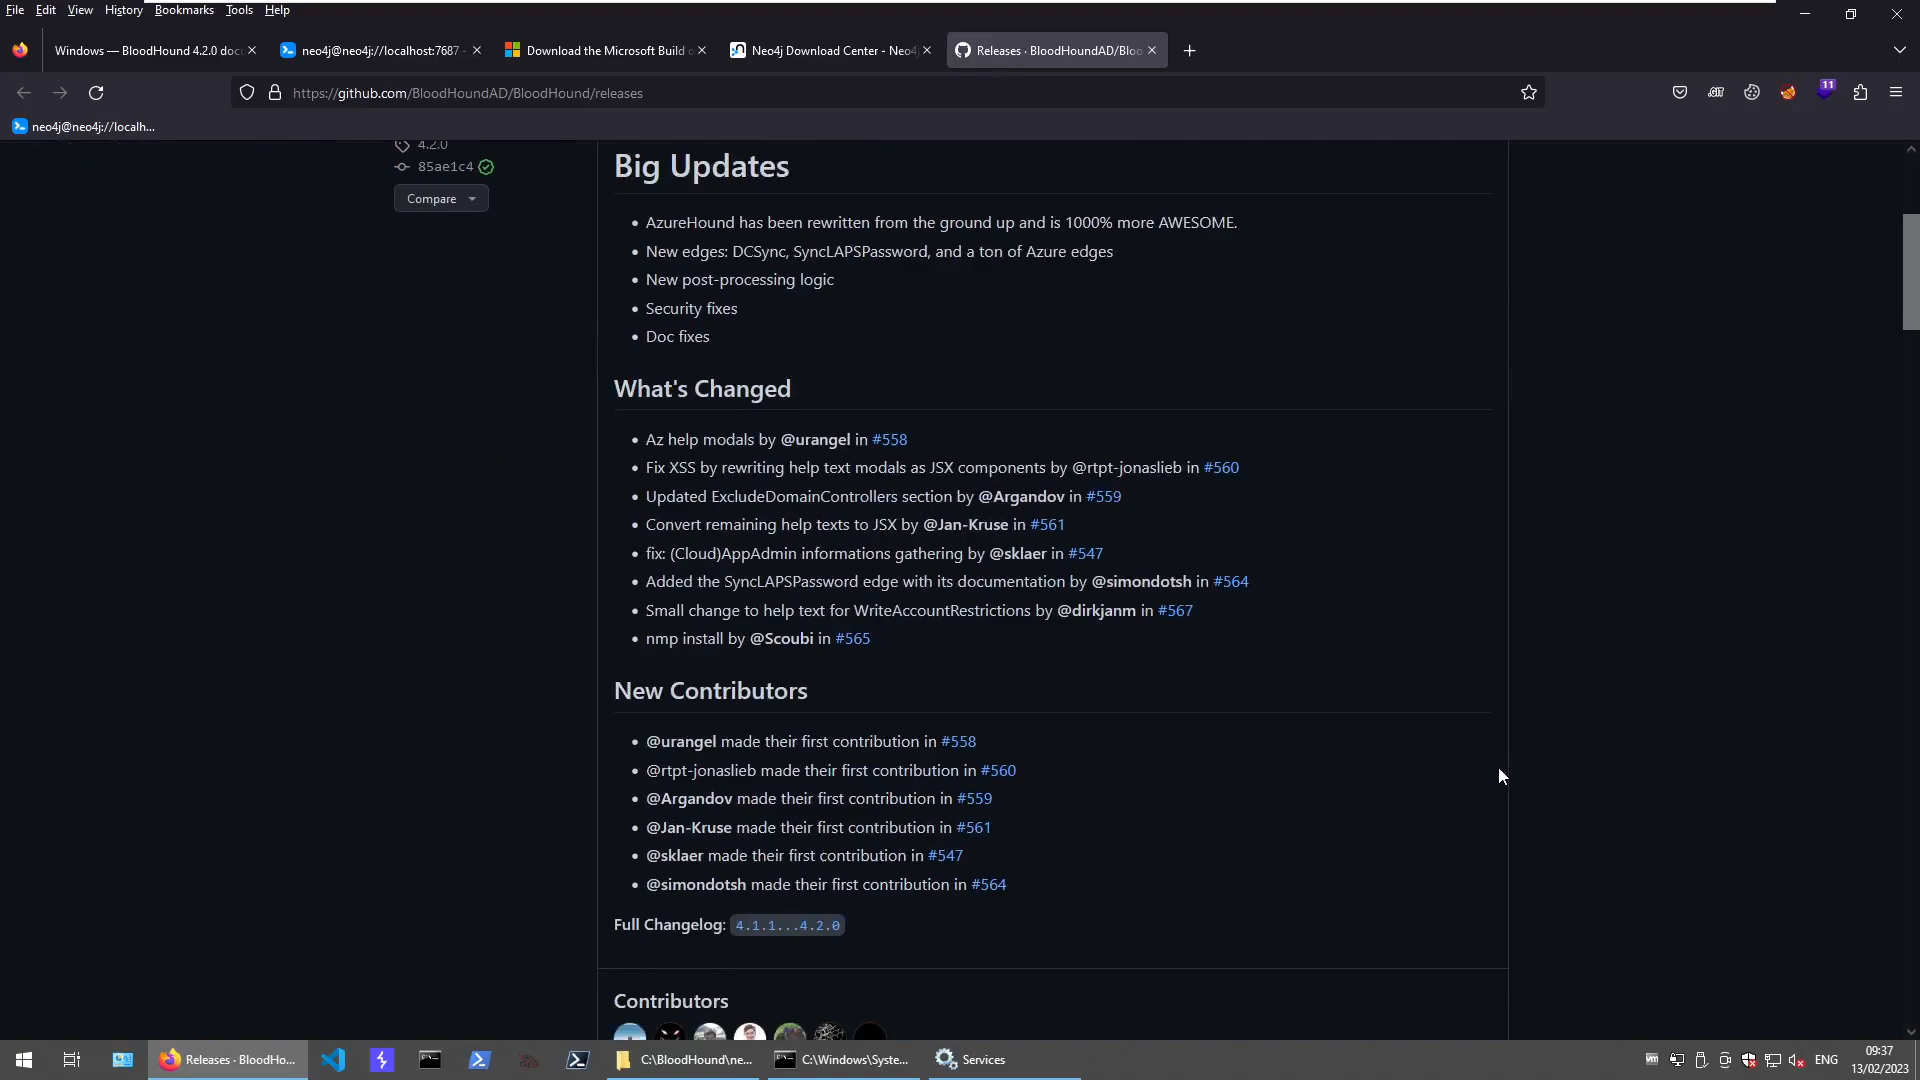 File Edit View History Bookmarks Tools Help
Windows — BloodHound 4.2.0 doc
neo4j@neo4j://localhost:7687 -
Download the Microsoft Build o
Neo4j Download Center - Neo4j
Releases · BloodHoundAD/Bloo
https://github.com/BloodHoundAD/BloodHound/releases
11
neo4j@neo4j://localh...
4.2.0
85ae1c4
Compare
Big Updates
• AzureHound has been rewritten from the ground up and is 1000% more AWESOME.
• New edges: DCSync, SyncLAPSPassword, and a ton of Azure edges
• New post-processing logic
• Security fixes
• Doc fixes
What's Changed
• Az help modals by @urangel in #558
• Fix XSS by rewriting help text modals as JSX components by @rtpt-jonaslieb in #560
• Updated ExcludeDomainControllers section by @Argandov in #559
• Convert remaining help texts to JSX by @Jan-Kruse in #561
• fix: (Cloud)AppAdmin informations gathering by @sklaer in #547
• Added the SyncLAPSPassword edge with its documentation by @simondotsh in #564
• Small change to help text for WriteAccountRestrictions by @dirkjanm in #567
• nmp install by @Scoubi in #565
New Contributors
• @urangel made their first contribution in #558
• @rtpt-jonaslieb made their first contribution in #560
• @Argandov made their first contribution in #559
• @Jan-Kruse made their first contribution in #561
• @sklaer made their first contribution in #547
• @simondotsh made their first contribution in #564
Full Changelog: 4.1.1...4.2.0
Contributors
Releases · BloodHo...
C:\BloodHound\ne...
C:\Windows\Syste...
Services
ENG
09:37
13/02/2023